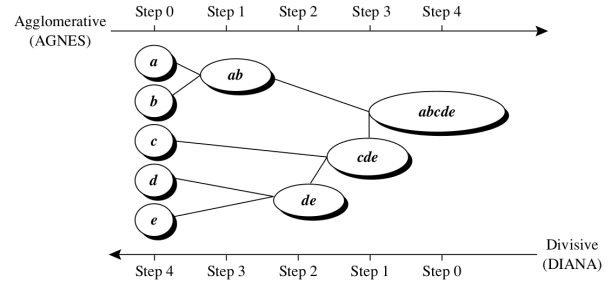 Agglomerative
(AGNES)
Step 0 Step 1 Step 2 Step 3 Step 4
a
ab
b
abcde
c
cde
d
de
e
Divisive
(DIANA)
Step 4 Step 3 Step 2 Step 1 Step 0